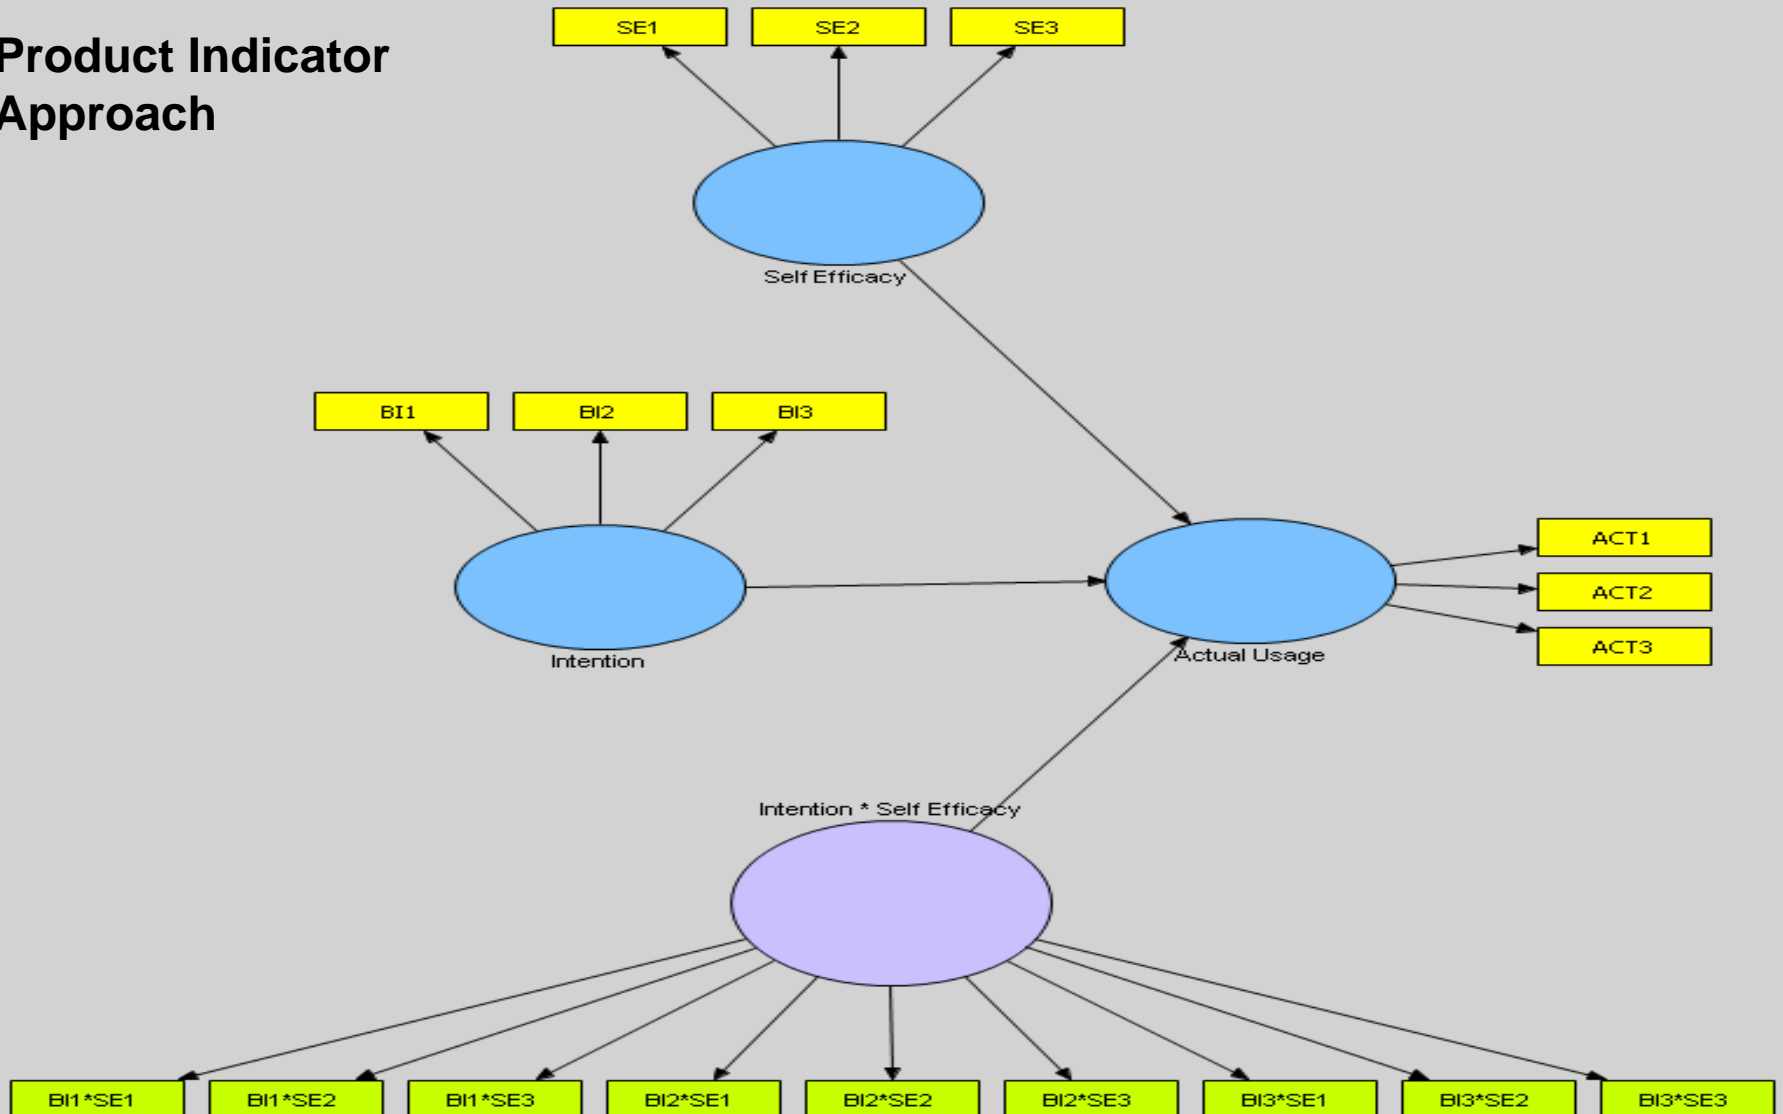 Product Indicator
Approach
SE1 SE2 SE3
Self Efficacy
BI1 BI2 BI3
Intention
ACT1
ACT2
ACT3
Actual Usage
Intention * Self Efficacy
BI1*SE1 BI1*SE2 BI1*SE3 BI2*SE1 BI2*SE2 BI2*SE3 BI3*SE1 BI3*SE2 BI3*SE3